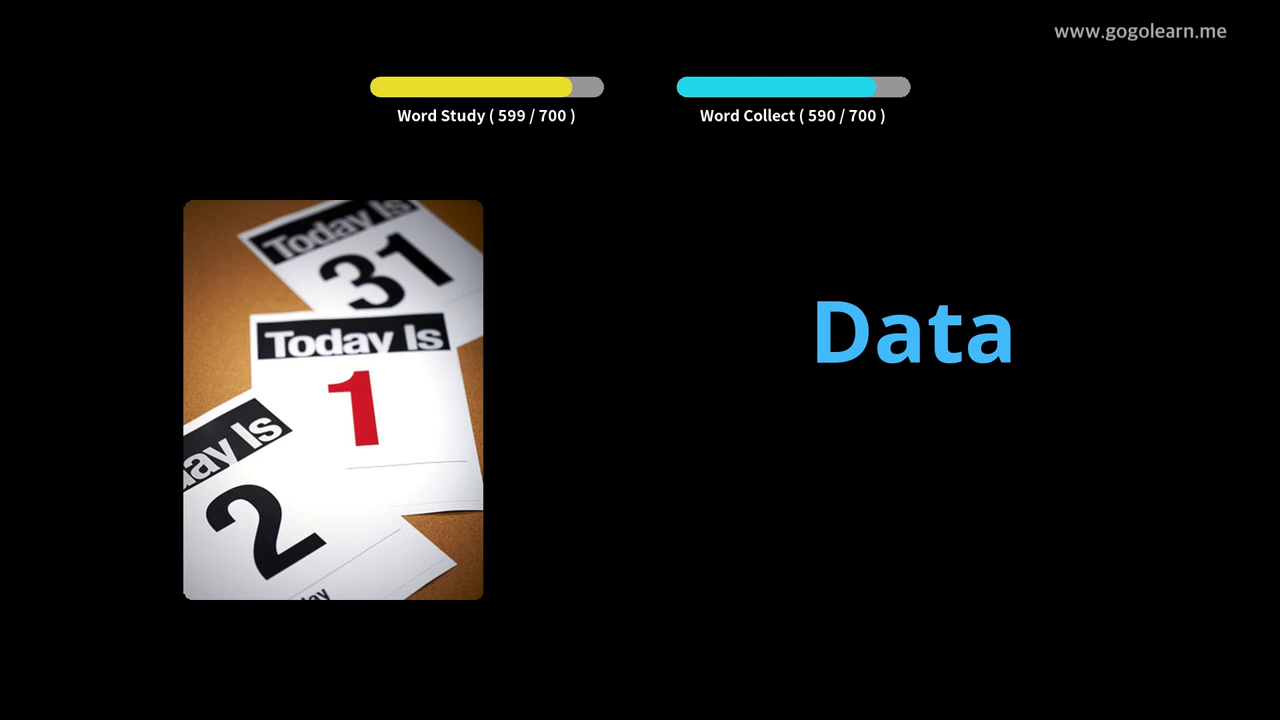 www.gogolearn.me
Word Study ( 599 / 700 )
Word Collect ( 590 / 700 )
Today Is
31
Today Is
1
ay Is
2
Data